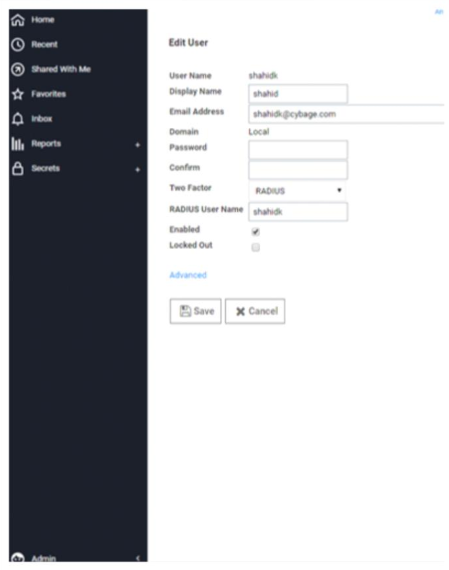 Home
Recent
Shared With Me
Favorites
Inbox
Reports +
Secrets +
Admin <
Edit User
User Name shahidk
Display Name shahid
Email Address shahidk@cybage.com
Domain Local
Password
Confirm
Two Factor RADIUS
RADIUS User Name shahidk
Enabled
Locked Out
Advanced
Save Cancel